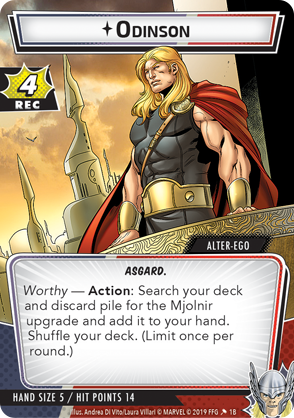 ODINSON
4
REC
ALTER-EGO
ASGARD.
Worthy — Action: Search your deck
and discard pile for the Mjolnir
upgrade and add it to your hand.
Shuffle your deck. (Limit once per
round.)
HAND SIZE 5 / HIT POINTS 14
Illus. Andrea Di Vito/Laura Villari © MARVEL © 2019 FFG 18